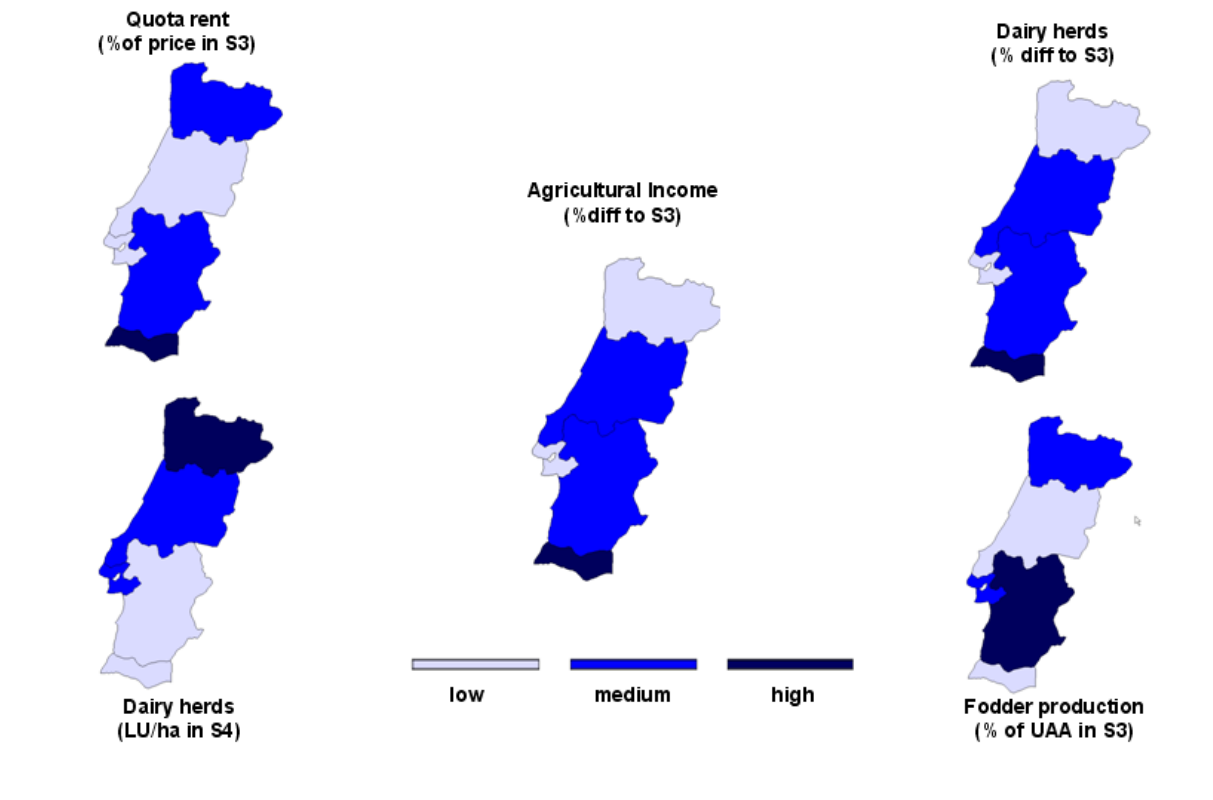 Quota rent
(%of price in S3)
Dairy herds
(% diff to S3)
Agricultural Income
(%diff to S3)
low
medium
high
Dairy herds
(LU/ha in S4)
Fodder production
(% of UAA in S3)